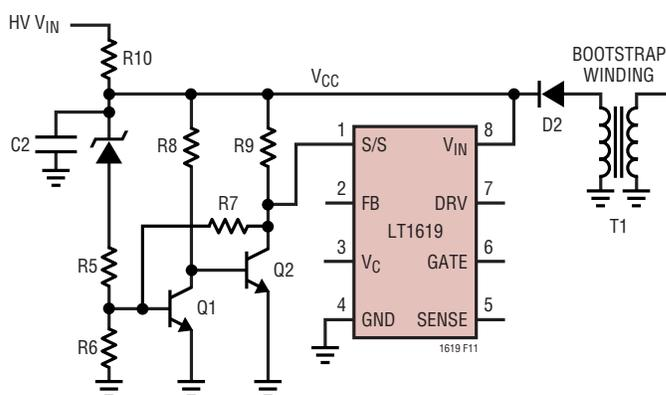 HV VIN
R10
VCC
BOOTSTRAP
WINDING
D2
T1
C2
R8
R9
R7
R5
R6
Q1
Q2
1
S/S
VIN
8
2
FB
DRV
7
LT1619
3
VC
GATE
6
4
GND
SENSE
5
1619 F11